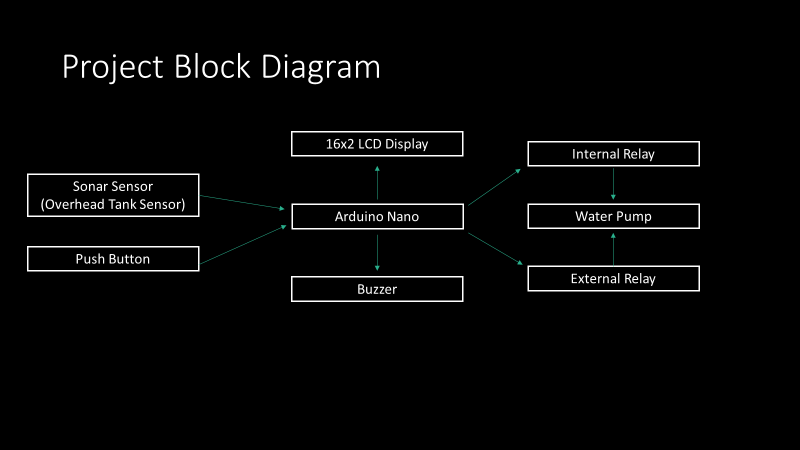 Project Block Diagram
16x2 LCD Display
Internal Relay
Sonar Sensor
(Overhead Tank Sensor)
Arduino Nano
Water Pump
Push Button
External Relay
Buzzer